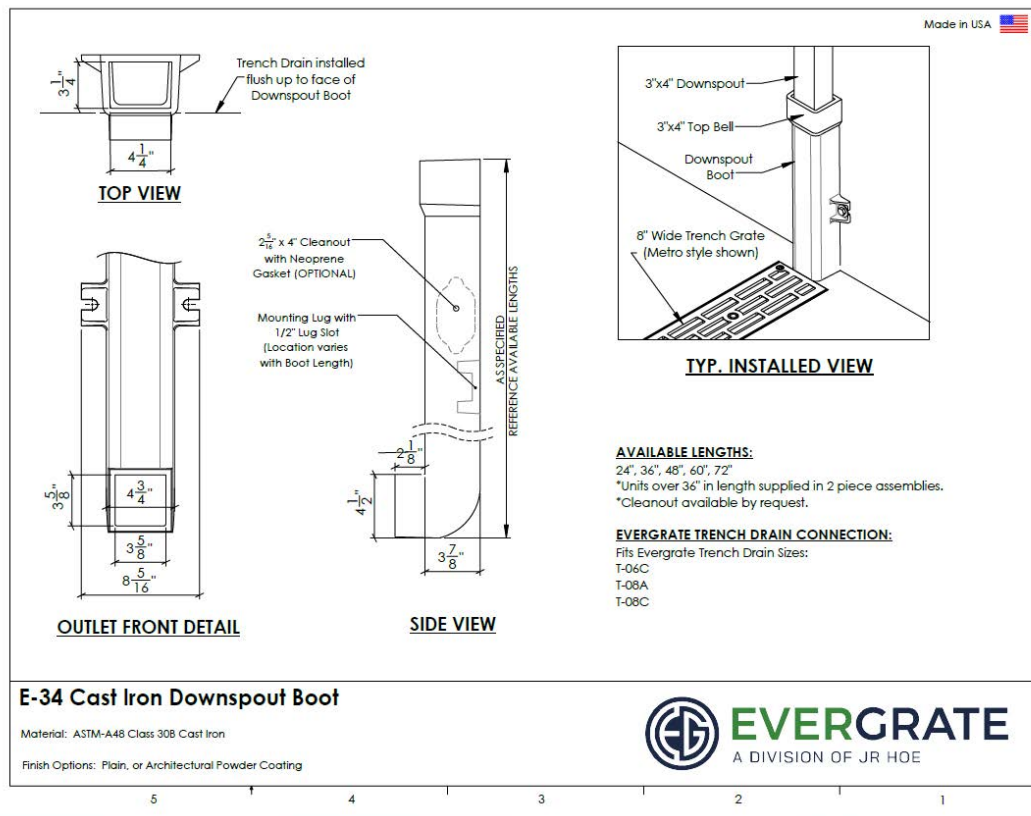 Made in USA
Trench Drain installed
flush up to face of
Downspout Boot
3 1/4"
4 1/4"
TOP VIEW
3"x4" Downspout
3"x4" Top Bell
Downspout
Boot
8" Wide Trench Grate
(Metro style shown)
TYP. INSTALLED VIEW
2 5/16" x 4" Cleanout
with Neoprene
Gasket (OPTIONAL)
Mounting Lug with
1/2" Lug Slot
(Location varies
with Boot Length)
AS SPECIFIED
REFERENCE AVAILABLE LENGTHS
2 1/8"
4 1/2"
3 7/8"
SIDE VIEW
3 5/8"
4 3/4"
3 5/8"
8 5/16"
OUTLET FRONT DETAIL
AVAILABLE LENGTHS:
24", 36", 48", 60", 72"
*Units over 36" in length supplied in 2 piece assemblies.
*Cleanout available by request.
EVERGRATE TRENCH DRAIN CONNECTION:
Fits Evergrate Trench Drain Sizes:
T-06C
T-08A
T-08C
E-34 Cast Iron Downspout Boot
Material: ASTM-A48 Class 30B Cast Iron
Finish Options: Plain, or Architectural Powder Coating
EG
EVERGRATE
A DIVISION OF JR HOE
5 4 3 2 1